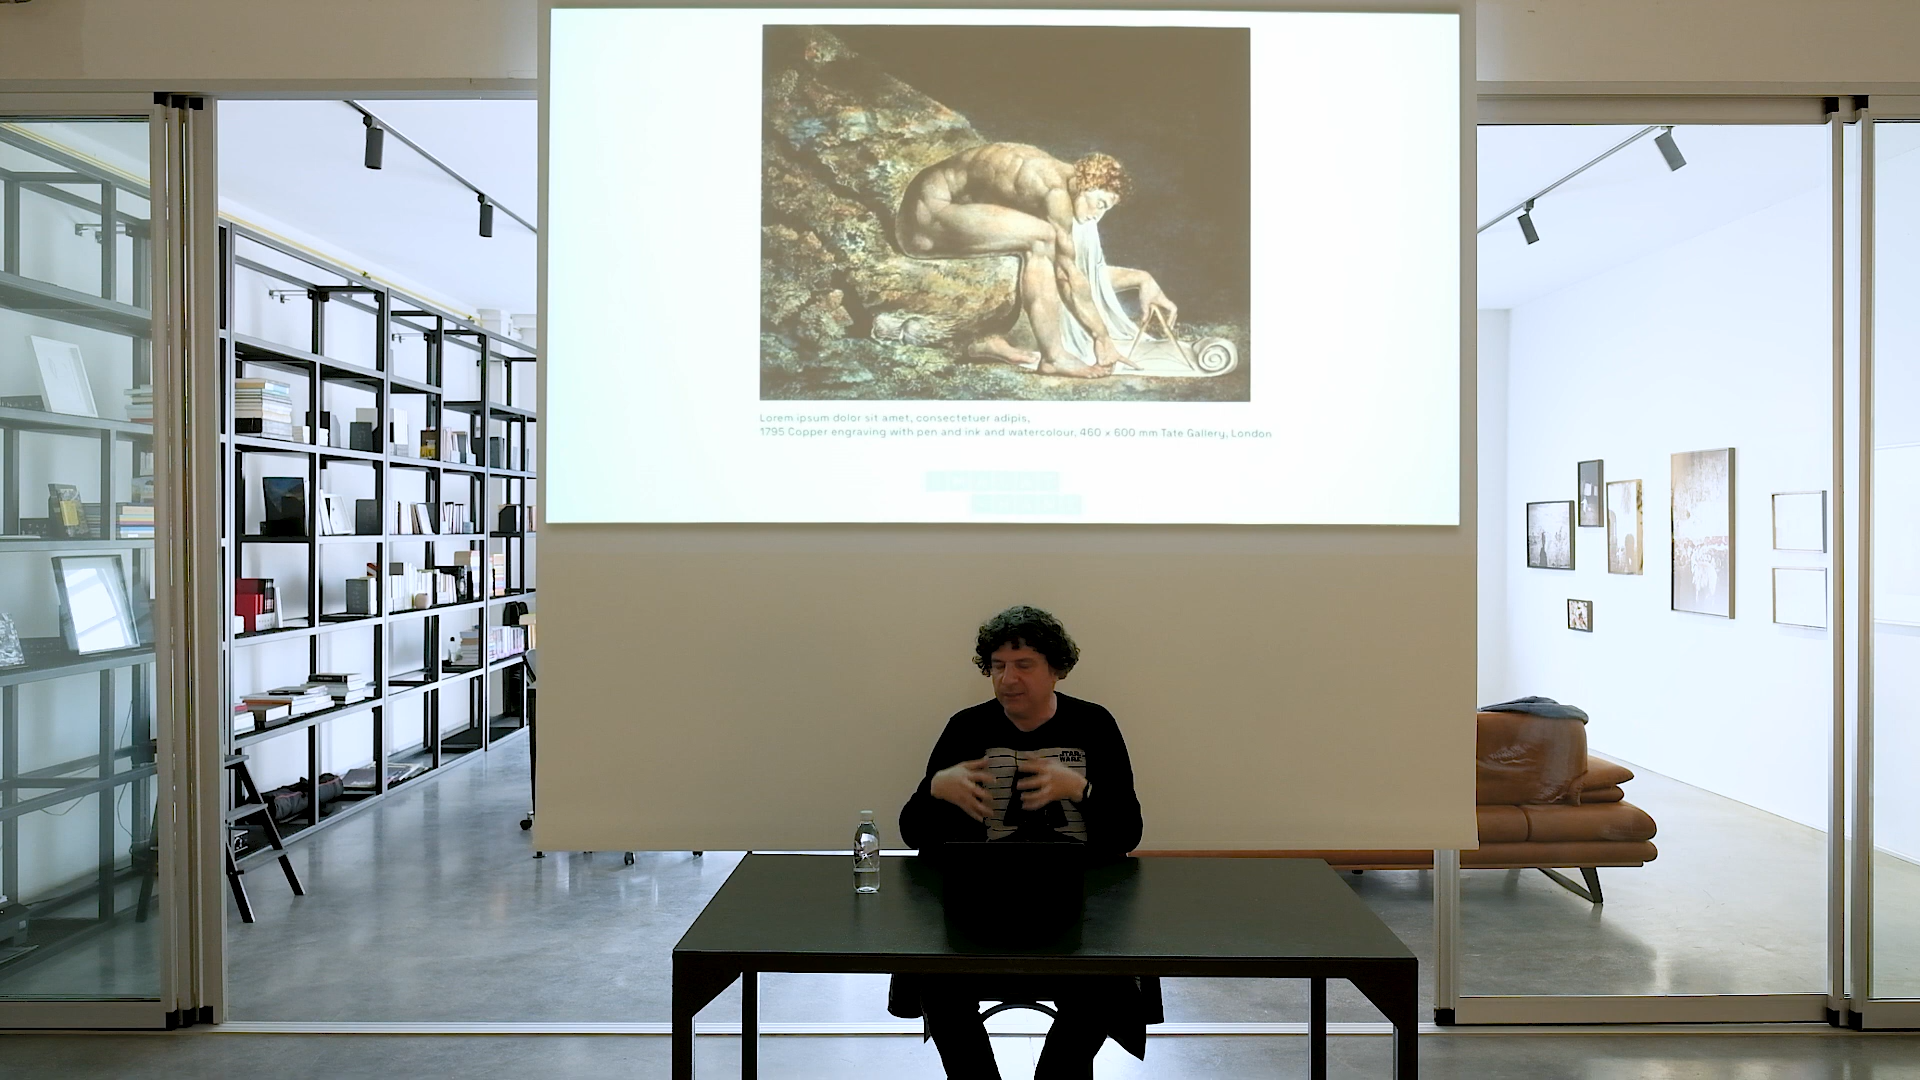 Lorem ipsum dolor sit amet, consectetuer adipis,
1795 Copper engraving with pen and ink and watercolour, 460 x 600 mm Tate Gallery, London
STAR
WARS